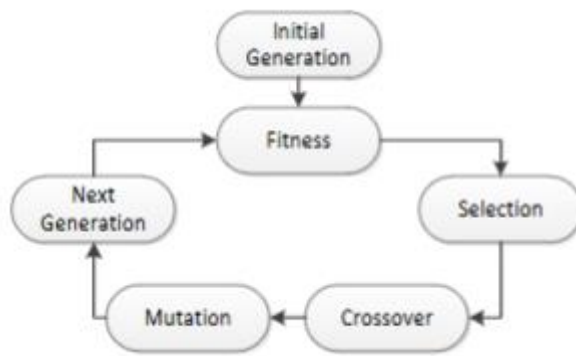 Initial
Generation
Fitness
Next
Generation
Selection
Mutation
Crossover